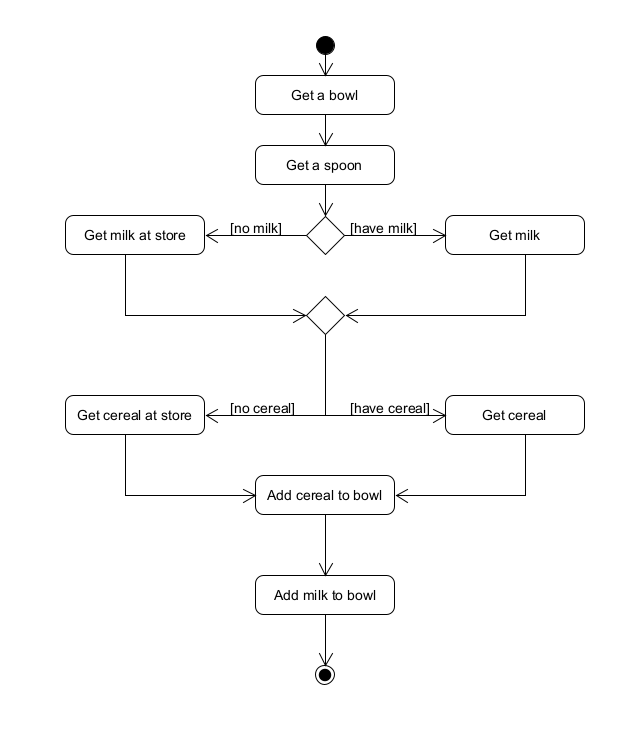 Get a bowl
Get a spoon
[no milk]
[have milk]
Get milk at store
Get milk
[no cereal]
[have cereal]
Get cereal at store
Get cereal
Add cereal to bowl
Add milk to bowl